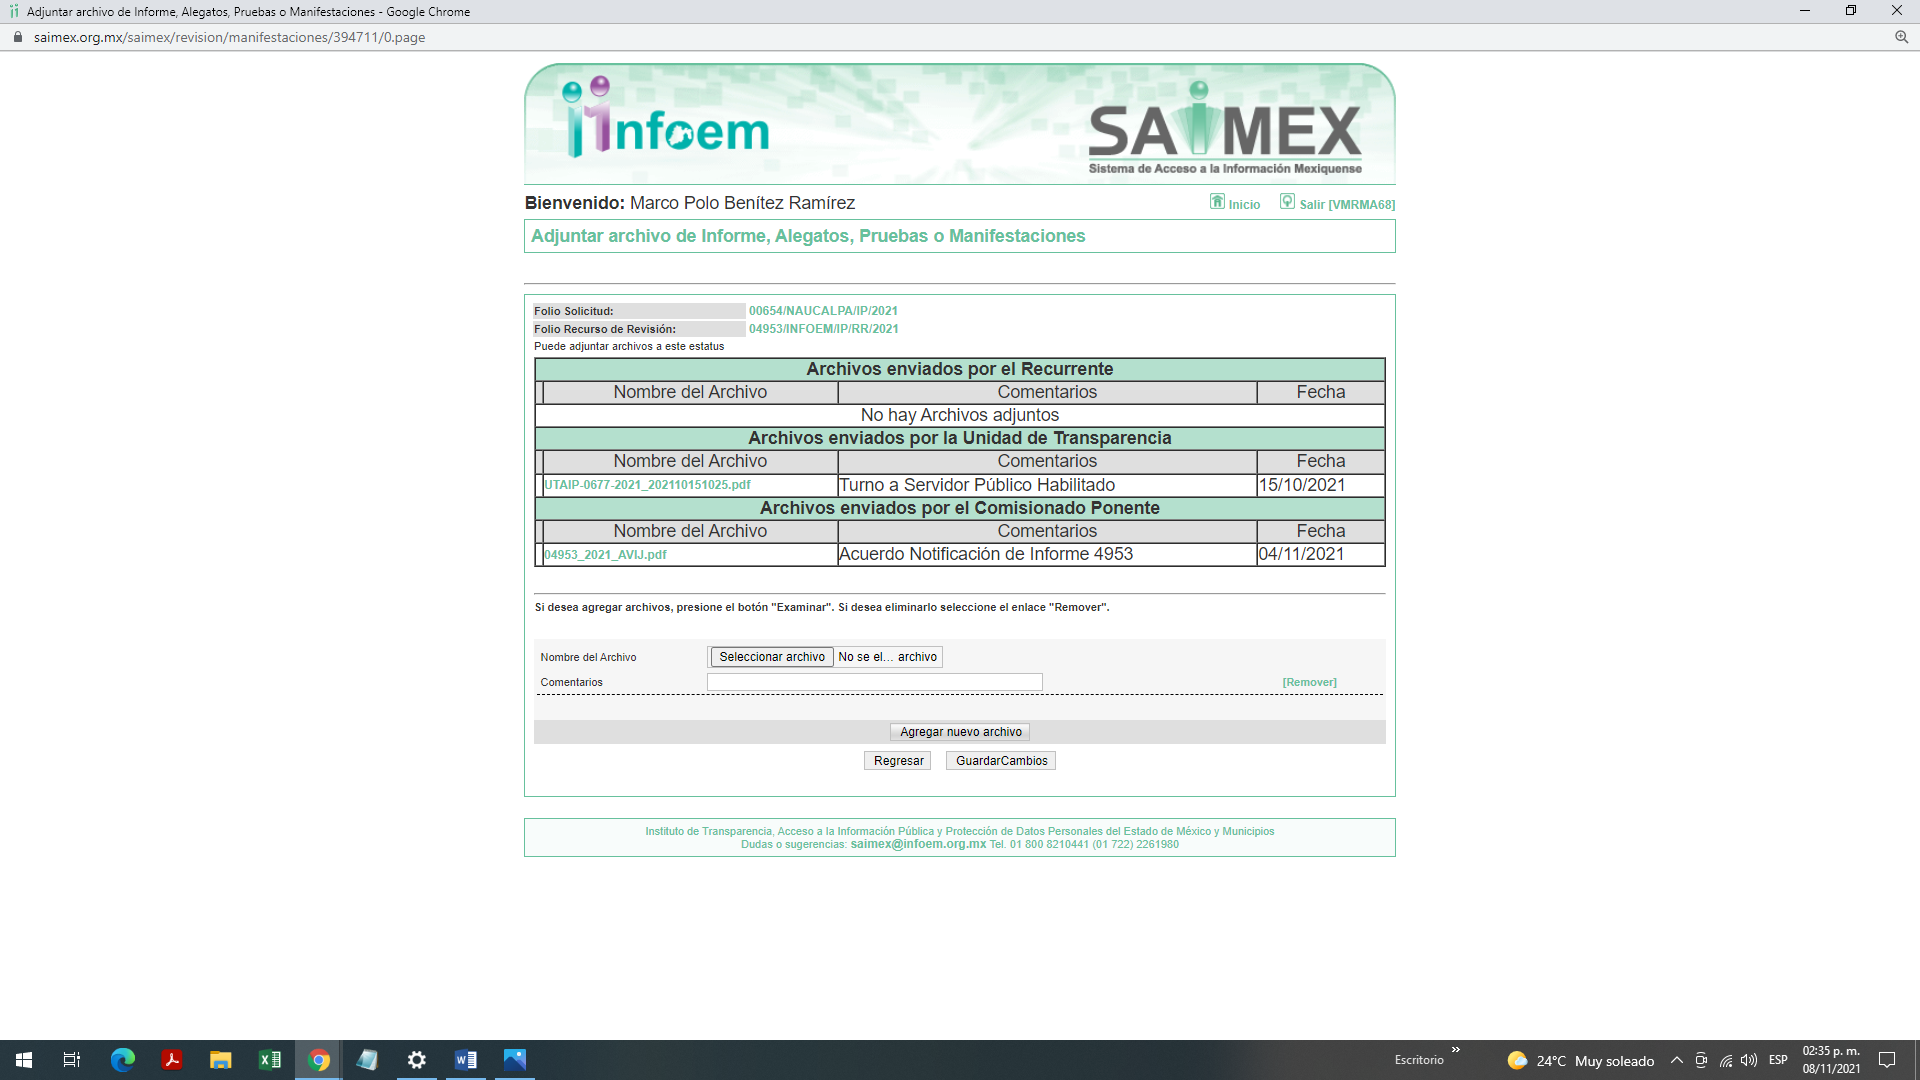 Adjuntar archivo de Informe, Alegatos, Pruebas o Manifestaciones - Google Chrome
saimex.org.mx/saimex/revision/manifestaciones/394711/0.page
infoem
SAIMEX
Sistema de Acceso a la Información Mexiquense
Bienvenido: Marco Polo Benítez Ramírez
Inicio Salir [VMRMA68]
Adjuntar archivo de Informe, Alegatos, Pruebas o Manifestaciones
Folio Solicitud: 00654/NAUCALPA/IP/2021
Folio Recurso de Revisión: 04953/INFOEM/IP/RR/2021
Puede adjuntar archivos a este estatus
Archivos enviados por el Recurrente
Nombre del Archivo Comentarios Fecha
No hay Archivos adjuntos
Archivos enviados por la Unidad de Transparencia
Nombre del Archivo Comentarios Fecha
UTAIP-0677-2021_202110151025.pdf Turno a Servidor Público Habilitado 15/10/2021
Archivos enviados por el Comisionado Ponente
Nombre del Archivo Comentarios Fecha
04953_2021_AVIJ.pdf Acuerdo Notificación de Informe 4953 04/11/2021
Si desea agregar archivos, presione el botón "Examinar". Si desea eliminarlo seleccione el enlace "Remover".
Nombre del Archivo Seleccionar archivo No se el... archivo
Comentarios [Remover]
Agregar nuevo archivo
Regresar GuardarCambios
Instituto de Transparencia, Acceso a la Información Pública y Protección de Datos Personales del Estado de México y Municipios
Dudas o sugerencias: saimex@infoem.org.mx Tel. 01 800 8210441 (01 722) 2261980
Escritorio » 24°C Muy soleado ESP 02:35 p. m.
08/11/2021